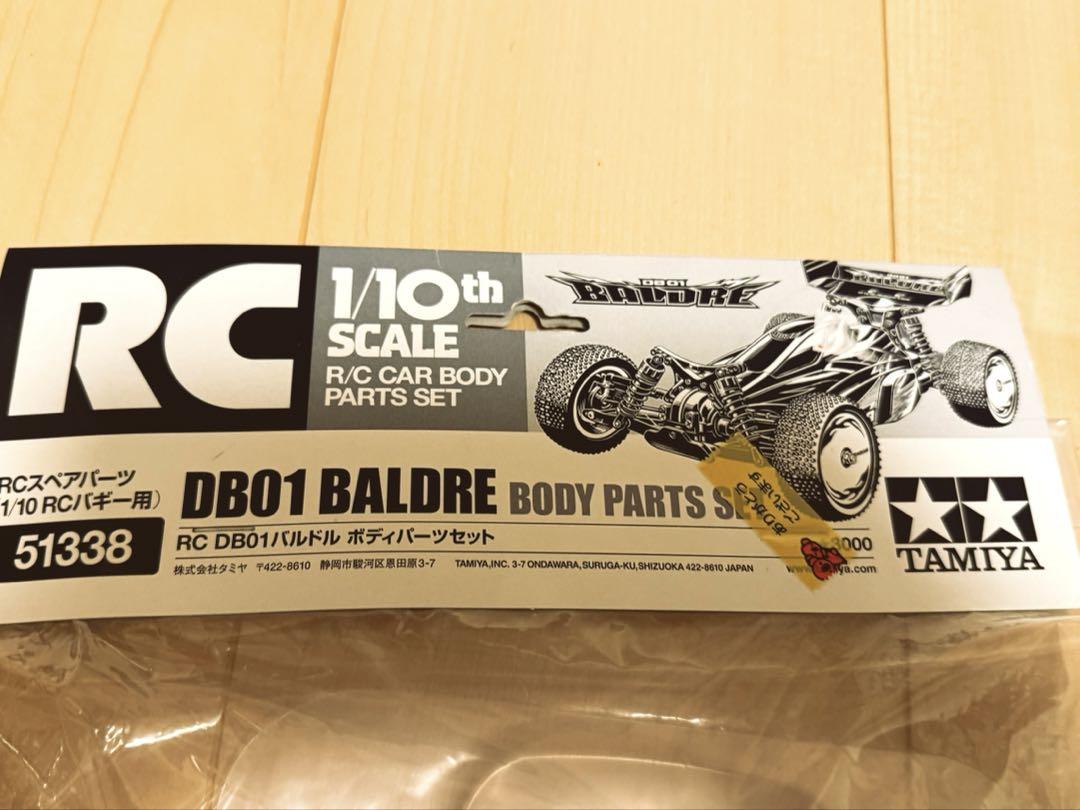 RC
1/10th
SCALE
R/C CAR BODY
PARTS SET
DB01
BALDRE
RCスペアパーツ
1/10 RCバギー用)
51338
DB01 BALDRE BODY PARTS
RC DB01バルドル ボディパーツセット
株式会社タミヤ 〒422-8610 静岡市駿河区恩田原3-7 TAMIYA,INC. 3-7 ONDAWARA,SURUGA-KU,SHIZUOKA 422-8610 JAPAN
3000
TAMIYA